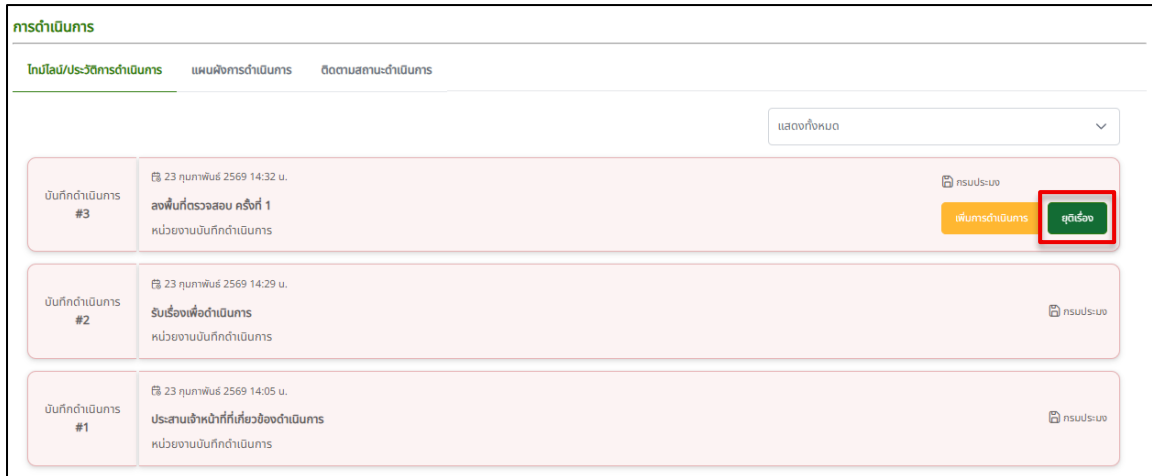 การดำเนินการ
ไทม์ไลน์/ประวัติการดำเนินการ แผนผังการดำเนินการ ติดตามสถานะดำเนินการ
แสดงทั้งหมด
23 กุมภาพันธ์ 2569 14:32 น.
กรมประมง
บันทึกดำเนินการ
#3
ลงพื้นที่ตรวจสอบ ครั้งที่ 1
เพิ่มการดำเนินการ ยุติเรื่อง
หน่วยงานบันทึกดำเนินการ
23 กุมภาพันธ์ 2569 14:29 น.
บันทึกดำเนินการ
#2
รับเรื่องเพื่อดำเนินการ
กรมประมง
หน่วยงานบันทึกดำเนินการ
23 กุมภาพันธ์ 2569 14:05 น.
บันทึกดำเนินการ
#1
ประสานเจ้าหน้าที่ที่เกี่ยวข้องดำเนินการ
กรมประมง
หน่วยงานบันทึกดำเนินการ